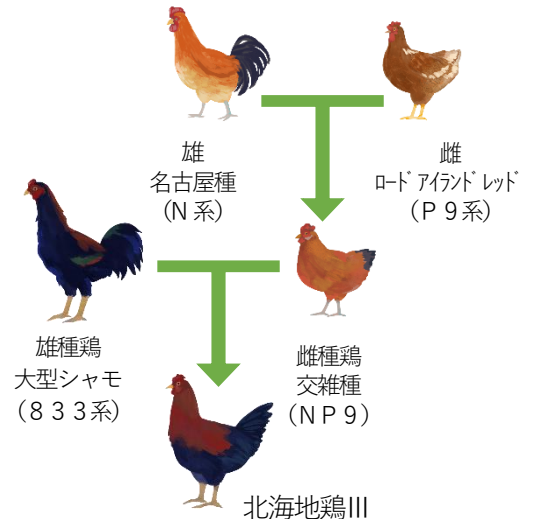 雄
名古屋種
(N系)
雌
ﾛｰﾄﾞｱｲﾗﾝﾄﾞﾚｯﾄﾞ
(P9系)
雄種鶏
大型シャモ
(833系)
雌種鶏
交雑種
(NP9)
北海地鶏III